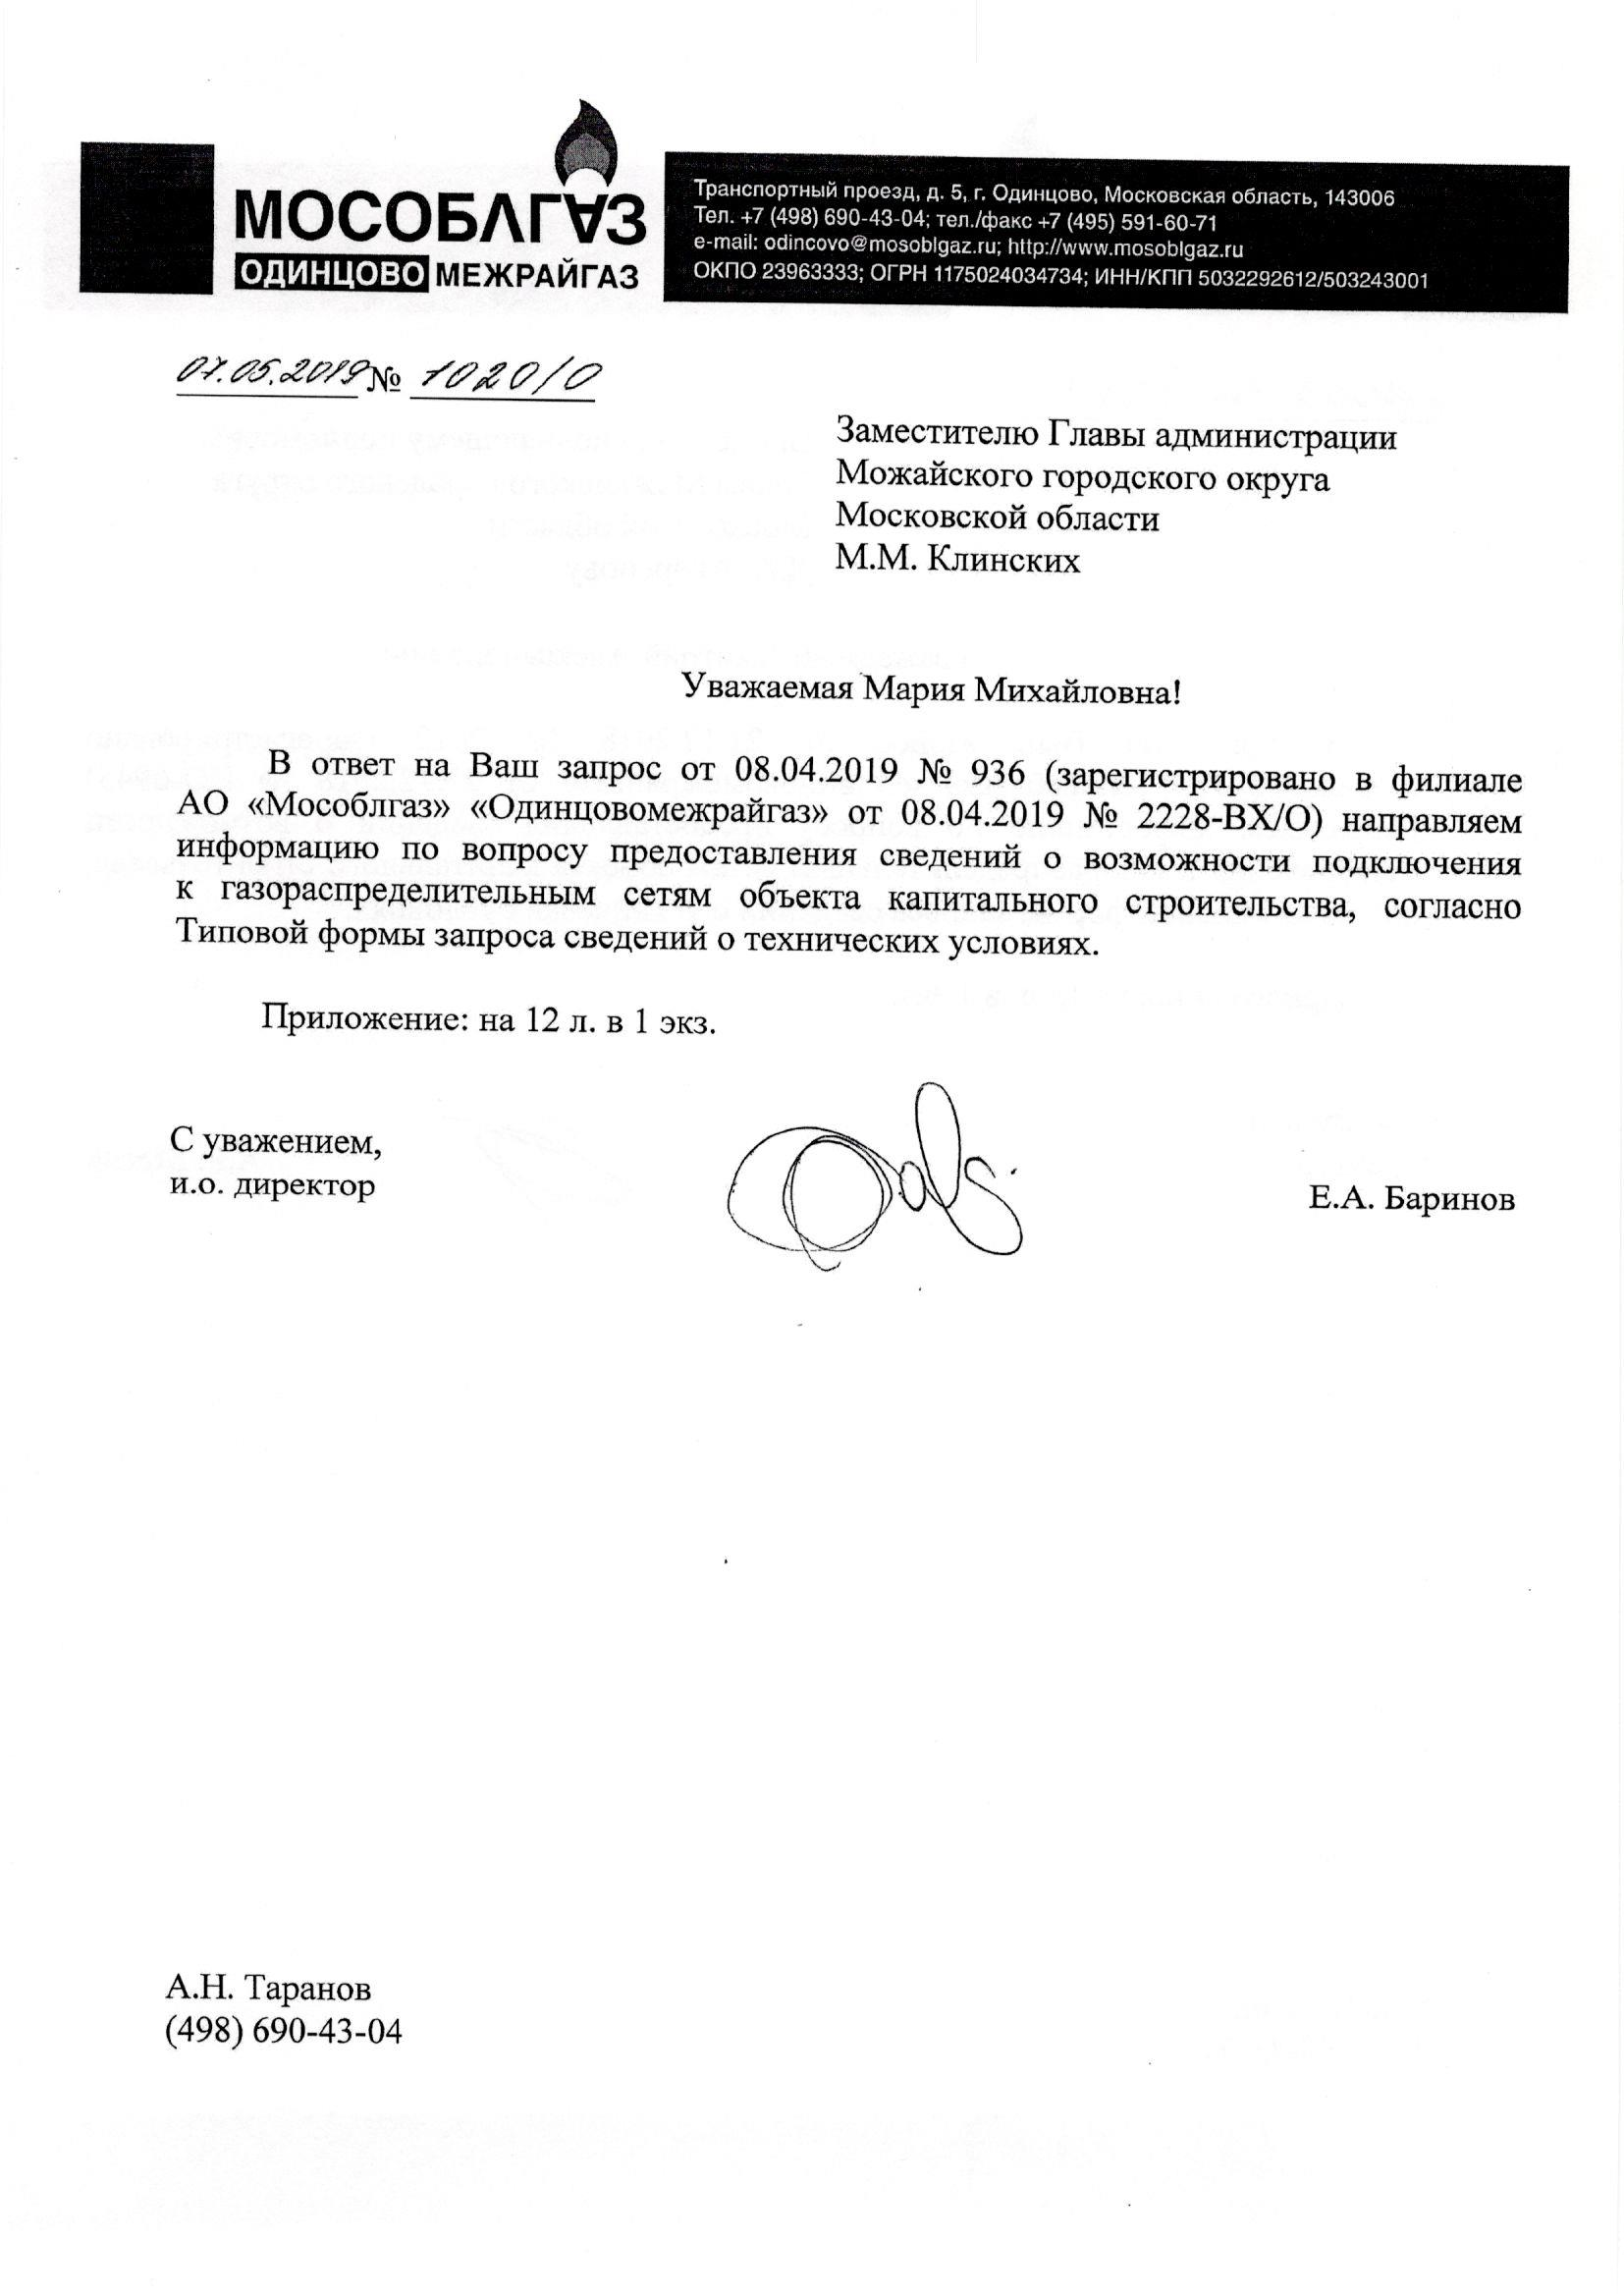 МОСОБЛГАЗ
ОДИНЦОВО МЕЖРАЙГАЗ
Транспортный проезд, д. 5, г. Одинцово, Московская область, 143006
Тел. +7 (498) 690-43-04; тел./факс +7 (495) 591-60-71
e-mail: odincovo@mosoblgaz.ru; http://www.mosoblgaz.ru
ОКПО 23963333; ОГРН 1175024034734; ИНН/КПП 5032292612/503243001
07.05.2019 № 1020/О
Заместителю Главы администрации
Можайского городского округа
Московской области
М.М. Клинских
Уважаемая Мария Михайловна!
В ответ на Ваш запрос от 08.04.2019 № 936 (зарегистрировано в филиале
АО «Мособлгаз» «Одинцовомежрайгаз» от 08.04.2019 № 2228-ВХ/О) направляем
информацию по вопросу предоставления сведений о возможности подключения
к газораспределительным сетям объекта капитального строительства, согласно
Типовой формы запроса сведений о технических условиях.
Приложение: на 12 л. в 1 экз.
С уважением,
и.о. директор
Е.А. Баринов
А.Н. Таранов
(498) 690-43-04